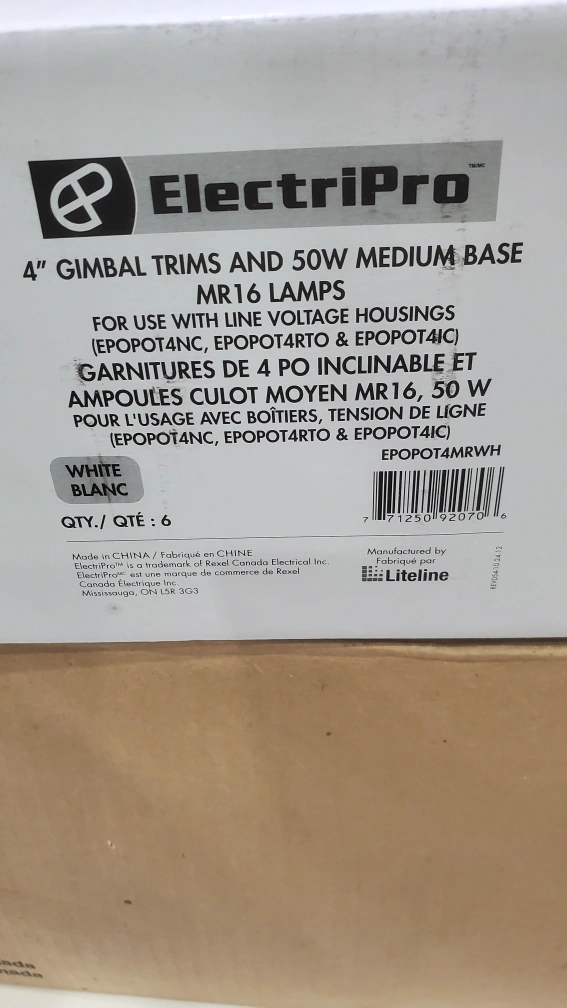 ElectriPro TM/MC
4" GIMBAL TRIMS AND 50W MEDIUM BASE
MR16 LAMPS
FOR USE WITH LINE VOLTAGE HOUSINGS
(EPOPOT4NC, EPOPOT4RTO & EPOPOT4IC)
GARNITURES DE 4 PO INCLINABLE ET
AMPOULES CULOT MOYEN MR16, 50 W
POUR L'USAGE AVEC BOÎTIERS, TENSION DE LIGNE
(EPOPOT4NC, EPOPOT4RTO & EPOPOT4IC)
EPOPOT4MRWH
WHITE
BLANC
QTY./ QTÉ : 6
7 71250 92070 6
Made in CHINA / Fabriqué en CHINE
ElectriPro™ is a trademark of Rexel Canada Electrical Inc.
ElectriProᴹᶜ est une marque de commerce de Rexel
Canada Électrique Inc.
Mississauga, ON L5R 3G3
Manufactured by
Fabriqué par
Liteline